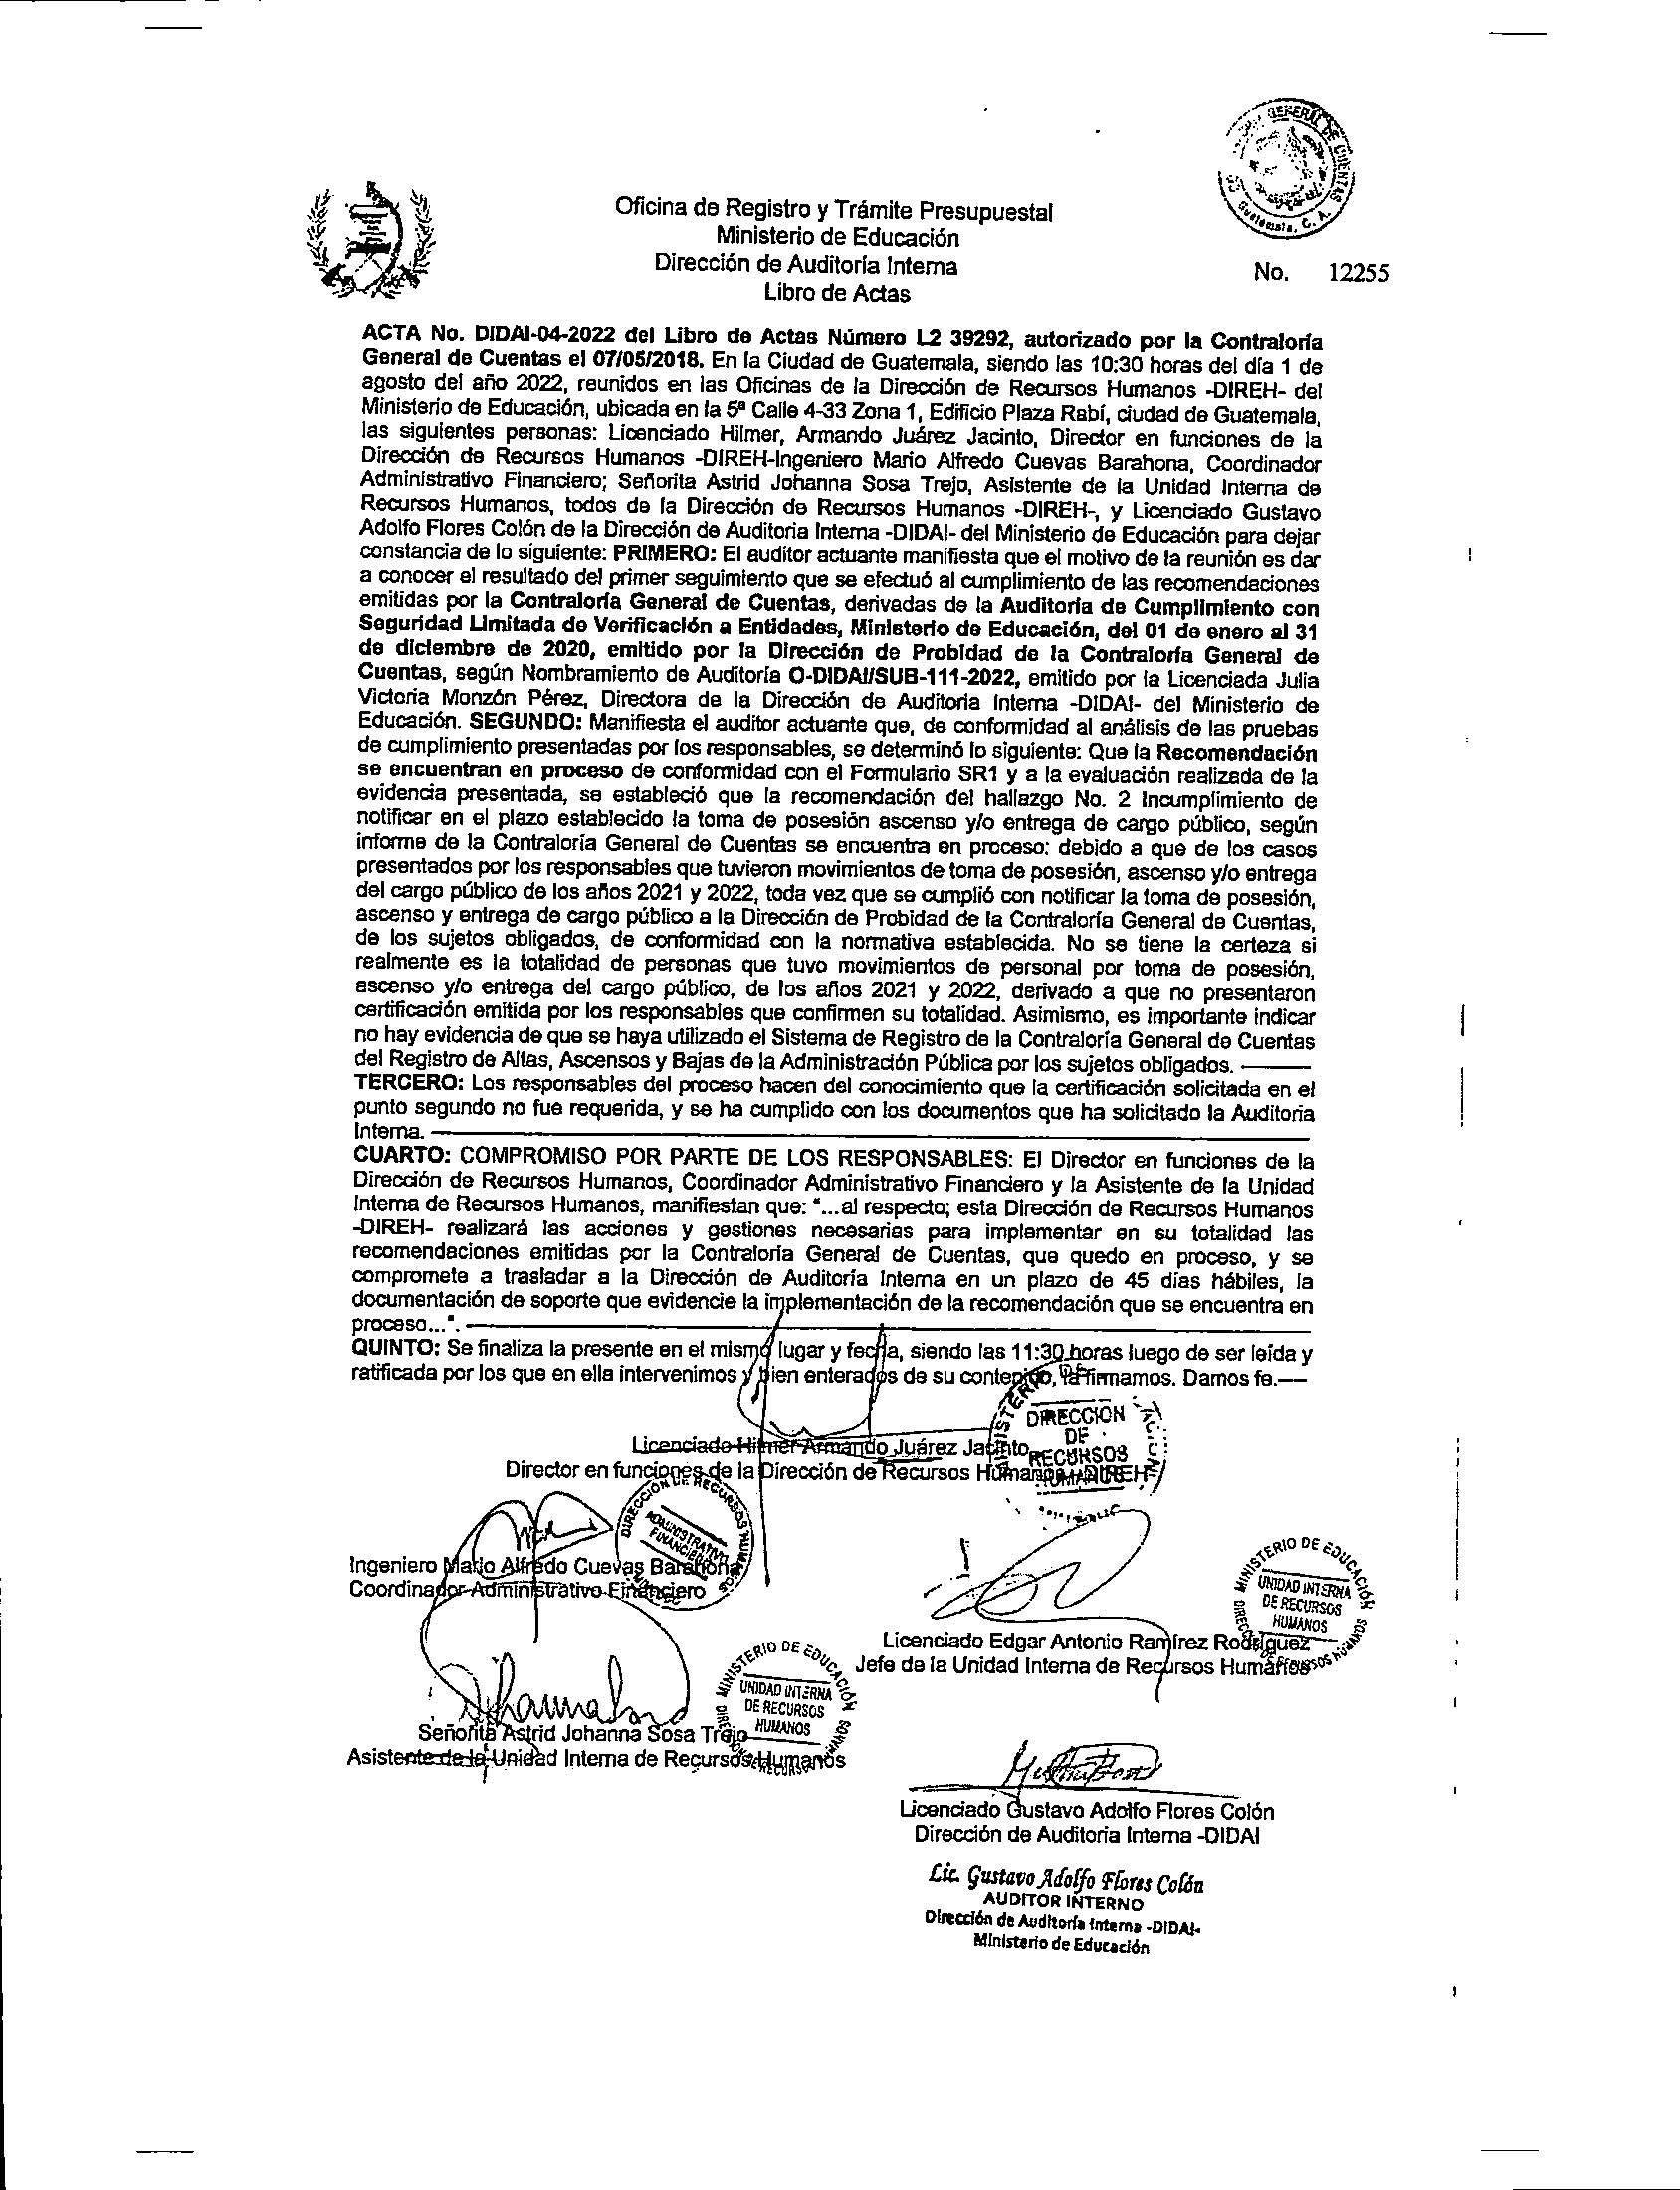 GENERAL DE CUENTAS
Guatemala, C. A.
Oficina de Registro y Trámite Presupuestal
Ministerio de Educación
Dirección de Auditoría Interna
Libro de Actas
No. 12255
ACTA No. DIDAI-04-2022 del Libro de Actas Número L2 39292, autorizado por la Contraloría
General de Cuentas el 07/05/2018. En la Ciudad de Guatemala, siendo las 10:30 horas del día 1 de
agosto del año 2022, reunidos en las Oficinas de la Dirección de Recursos Humanos -DIREH- del
Ministerio de Educación, ubicada en la 5ª Calle 4-33 Zona 1, Edificio Plaza Rabí, ciudad de Guatemala,
las siguientes personas: Licenciado Hilmer, Armando Juárez Jacinto, Director en funciones de la
Dirección de Recursos Humanos -DIREH-Ingeniero Mario Alfredo Cuevas Barahona, Coordinador
Administrativo Financiero; Señorita Astrid Johanna Sosa Trejo, Asistente de la Unidad Interna de
Recursos Humanos, todos de la Dirección de Recursos Humanos -DIREH-, y Licenciado Gustavo
Adolfo Flores Colón de la Dirección de Auditoria Interna -DIDAI- del Ministerio de Educación para dejar
constancia de lo siguiente: PRIMERO: El auditor actuante manifiesta que el motivo de la reunión es dar
a conocer el resultado del primer seguimiento que se efectuó al cumplimiento de las recomendaciones
emitidas por la Contraloría General de Cuentas, derivadas de la Auditoría de Cumplimiento con
Seguridad Limitada de Verificación a Entidades, Ministerio de Educación, del 01 de enero al 31
de diciembre de 2020, emitido por la Dirección de Probidad de la Contraloría General de
Cuentas, según Nombramiento de Auditoría O-DIDAI/SUB-111-2022, emitido por la Licenciada Julia
Victoria Monzón Pérez, Directora de la Dirección de Auditoria Interna -DIDAI- del Ministerio de
Educación. SEGUNDO: Manifiesta el auditor actuante que, de conformidad al análisis de las pruebas
de cumplimiento presentadas por los responsables, se determinó lo siguiente: Que la Recomendación
se encuentran en proceso de conformidad con el Formulario SR1 y a la evaluación realizada de la
evidencia presentada, se estableció que la recomendación del hallazgo No. 2 Incumplimiento de
notificar en el plazo establecido la toma de posesión ascenso y/o entrega de cargo público, según
informe de la Contraloría General de Cuentas se encuentra en proceso: debido a que de los casos
presentados por los responsables que tuvieron movimientos de toma de posesión, ascenso y/o entrega
del cargo público de los años 2021 y 2022, toda vez que se cumplió con notificar la toma de posesión,
ascenso y entrega de cargo público a la Dirección de Probidad de la Contraloría General de Cuentas,
de los sujetos obligados, de conformidad con la normativa establecida. No se tiene la certeza si
realmente es la totalidad de personas que tuvo movimientos de personal por toma de posesión,
ascenso y/o entrega del cargo público, de los años 2021 y 2022, derivado a que no presentaron
certificación emitida por los responsables que confirmen su totalidad. Asimismo, es importante indicar
no hay evidencia de que se haya utilizado el Sistema de Registro de la Contraloría General de Cuentas
del Registro de Altas, Ascensos y Bajas de la Administración Pública por los sujetos obligados.
TERCERO: Los responsables del proceso hacen del conocimiento que la certificación solicitada en el
punto segundo no fue requerida, y se ha cumplido con los documentos que ha solicitado la Auditoria
Interna.
CUARTO: COMPROMISO POR PARTE DE LOS RESPONSABLES: El Director en funciones de la
Dirección de Recursos Humanos, Coordinador Administrativo Financiero y la Asistente de la Unidad
Interna de Recursos Humanos, manifiestan que: "...al respecto; esta Dirección de Recursos Humanos
-DIREH- realizará las acciones y gestiones necesarias para implementar en su totalidad las
recomendaciones emitidas por la Contraloría General de Cuentas, que quedo en proceso, y se
compromete a trasladar a la Dirección de Auditoría Interna en un plazo de 45 días hábiles, la
documentación de soporte que evidencie la implementación de la recomendación que se encuentra en
proceso...".
QUINTO: Se finaliza la presente en el mismo lugar y fecha, siendo las 11:30 horas luego de ser leída y
ratificada por los que en ella intervenimos y bien enterados de su contenido, la firmamos. Damos fe.
DIRECCION
DE
RECURSOS
HUMANOS
Licenciado Hilmer Armando Juárez Jacinto
Director en funciones de la Dirección de Recursos Humanos -DIREH-
DIRECCIÓN DE RECURSOS HUMANOS
ADMINISTRATIVO
FINANCIERO
Ingeniero Mario Alfredo Cuevas Barahona
Coordinador Administrativo Financiero
MINISTERIO DE EDUCACIÓN
UNIDAD INTERNA
DE RECURSOS
HUMANOS
Licenciado Edgar Antonio Ramírez Rodríguez
Jefe de la Unidad Interna de Recursos Humanos
MINISTERIO DE EDUCACIÓN
UNIDAD INTERNA
DE RECURSOS
HUMANOS
Señorita Astrid Johanna Sosa Trejo
Asistente de la Unidad Interna de Recursos Humanos
Licenciado Gustavo Adolfo Flores Colón
Dirección de Auditoria Interna -DIDAI
Lic. Gustavo Adolfo Flores Colón
AUDITOR INTERNO
Dirección de Auditoría Interna -DIDAI-
Ministerio de Educación